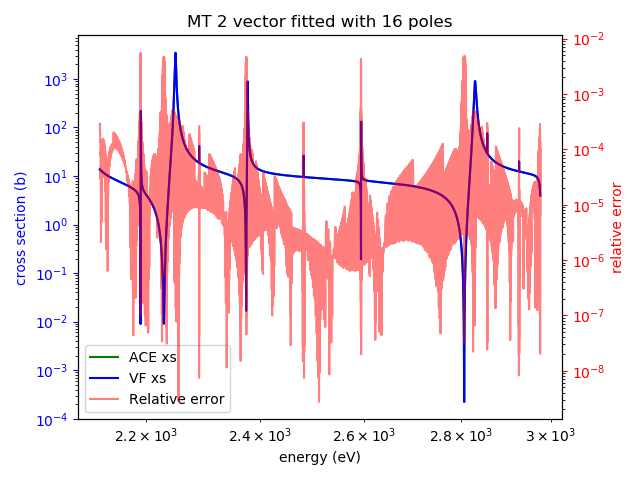 MT 2 vector fitted with 16 poles
10³
10²
10¹
10⁰
10⁻¹
10⁻²
10⁻³
10⁻⁴
cross section (b)
10⁻²
10⁻³
10⁻⁴
10⁻⁵
10⁻⁶
10⁻⁷
10⁻⁸
relative error
ACE xs
VF xs
Relative error
2.2 × 10³ 2.4 × 10³ 2.6 × 10³ 2.8 × 10³ 3 × 10³
energy (eV)